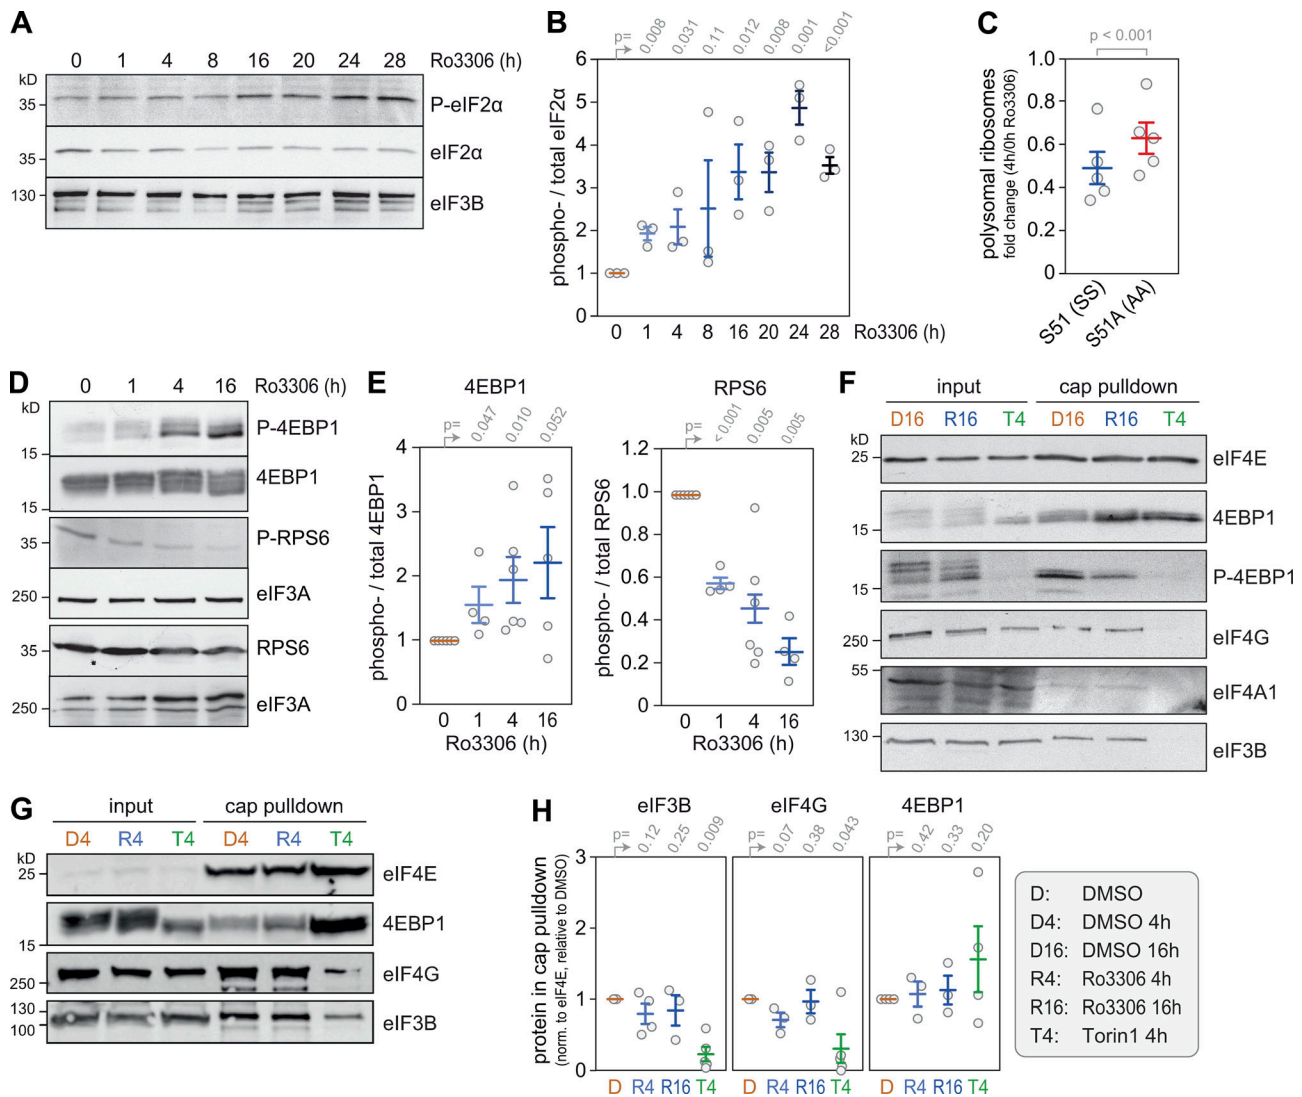 A
0 1 4 8 16 20 24 28 Ro3306 (h)
kD
35
P-eIF2α
35
eIF2α
130
eIF3B
B
p=
0.008
0.031
0.11
0.012
0.008
0.001
<0.001
phospho- / total eIF2α
6
5
4
3
2
1
0
0 1 4 8 16 20 24 28 Ro3306 (h)
C
p < 0.001
polysomal ribosomes
fold change (4h/0h Ro3306)
1.0
0.8
0.6
0.4
0.2
0
S51 (SS)
S51A (AA)
D
0 1 4 16 Ro3306 (h)
kD
P-4EBP1
15
4EBP1
15
P-RPS6
35
eIF3A
250
RPS6
35
*
eIF3A
250
E
4EBP1
p=
0.047
0.010
0.052
phospho- / total 4EBP1
4
3
2
1
0
0 1 4 16
Ro3306 (h)
RPS6
p=
< 0.001
0.005
0.005
phospho- / total RPS6
1.2
1.0
0.8
0.6
0.4
0.2
0
0 1 4 16
Ro3306 (h)
F
input cap pulldown
D16 R16 T4 D16 R16 T4
kD
25
eIF4E
15
4EBP1
15
P-4EBP1
250
eIF4G
55
eIF4A1
130
eIF3B
G
input cap pulldown
D4 R4 T4 D4 R4 T4
kD
25
eIF4E
4EBP1
15
eIF4G
250
130
eIF3B
100
H
protein in cap pulldown
(norm. to eIF4E, relative to DMSO)
eIF3B
p=
0.12
0.25
0.009
3
2
1
0
D R4 R16 T4
eIF4G
p=
0.07
0.38
0.043
D R4 R16 T4
4EBP1
p=
0.42
0.33
0.20
D R4 R16 T4
D: DMSO
D4: DMSO 4h
D16: DMSO 16h
R4: Ro3306 4h
R16: Ro3306 16h
T4: Torin1 4h